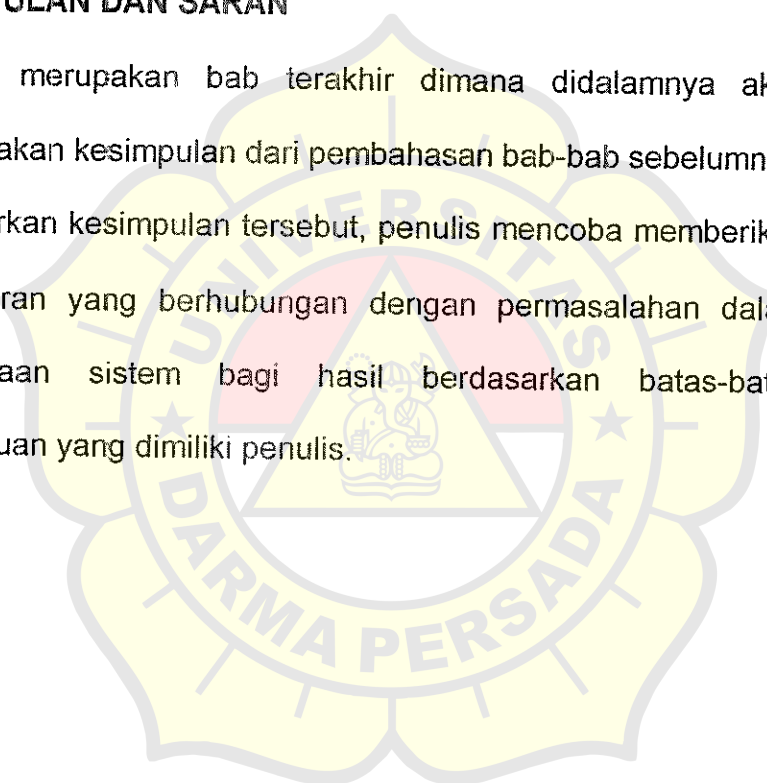 ULAN DAN SARAN
merupakan bab terakhir dimana didalamnya ak
akan kesimpulan dari pembahasan bab-bab sebelumn
rkan kesimpulan tersebut, penulis mencoba memberik
ran yang berhubungan dengan permasalahan dala
aan sistem bagi hasil berdasarkan batas-bat
uan yang dimiliki penulis.
UNIVERSITAS
DARMA PERSADA